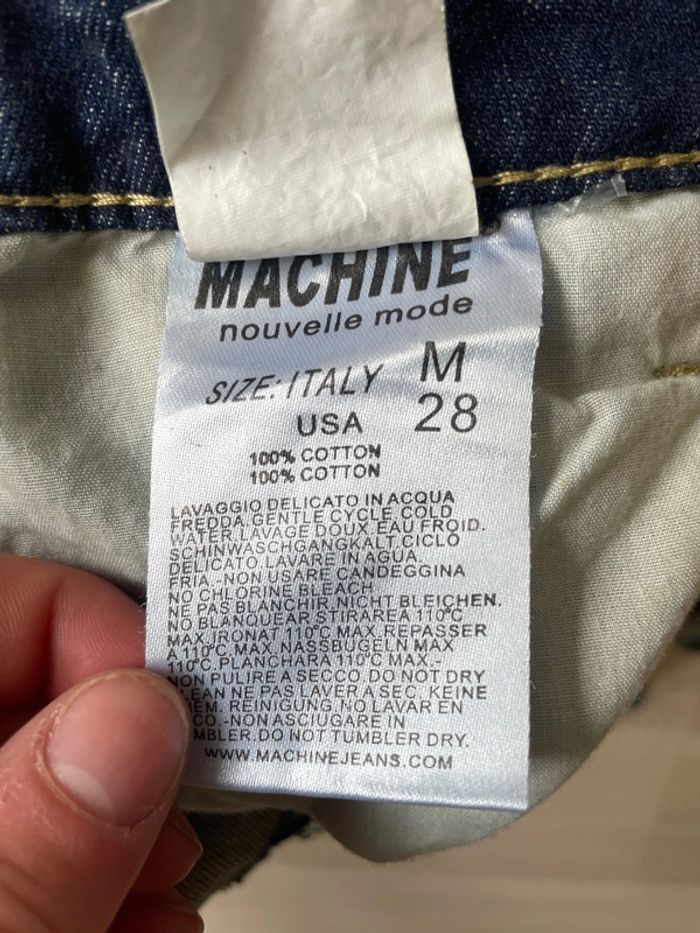 MACHINE
nouvelle mode
SIZE: ITALY M
USA 28
100% COTTON
100% COTTON
LAVAGGIO DELICATO IN ACQUA
FREDDA.GENTLE CYCLE,COLD
WATER.LAVAGE DOUX EAU FROID.
SCHINWASCHGANGKALT.CICLO
DELICATO LAVARE IN AGUA
FRIA.-NON USARE CANDEGGINA
NO CHLORINE BLEACH
NE PAS BLANCHIR.NICHT BLEICHEN.
NO BLANQUEAR.STIRAREA 110°C
MAX.IRONAT 110°C MAX.REPASSER
A 110°C MAX.NASSBUGELN MAX
110°C.PLANCHARA 110°C MAX.-
NON PULIRE A SECCO.DO NOT DRY
EAN NE PAS LAVER A SEC. KEINE
EM. REINIGUNG.NO LAVAR EN
CO.-NON ASCIUGARE IN
MBLER.DO NOT TUMBLER DRY.
WWW.MACHINEJEANS.COM